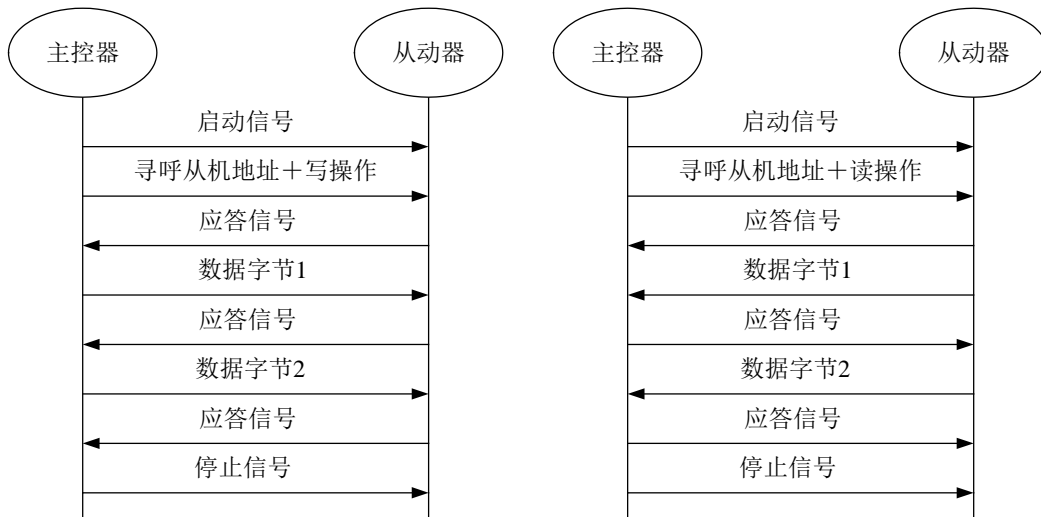 主控器
从动器
启动信号
寻呼从机地址＋写操作
应答信号
数据字节1
应答信号
数据字节2
应答信号
停止信号
主控器
从动器
启动信号
寻呼从机地址＋读操作
应答信号
数据字节1
应答信号
数据字节2
应答信号
停止信号